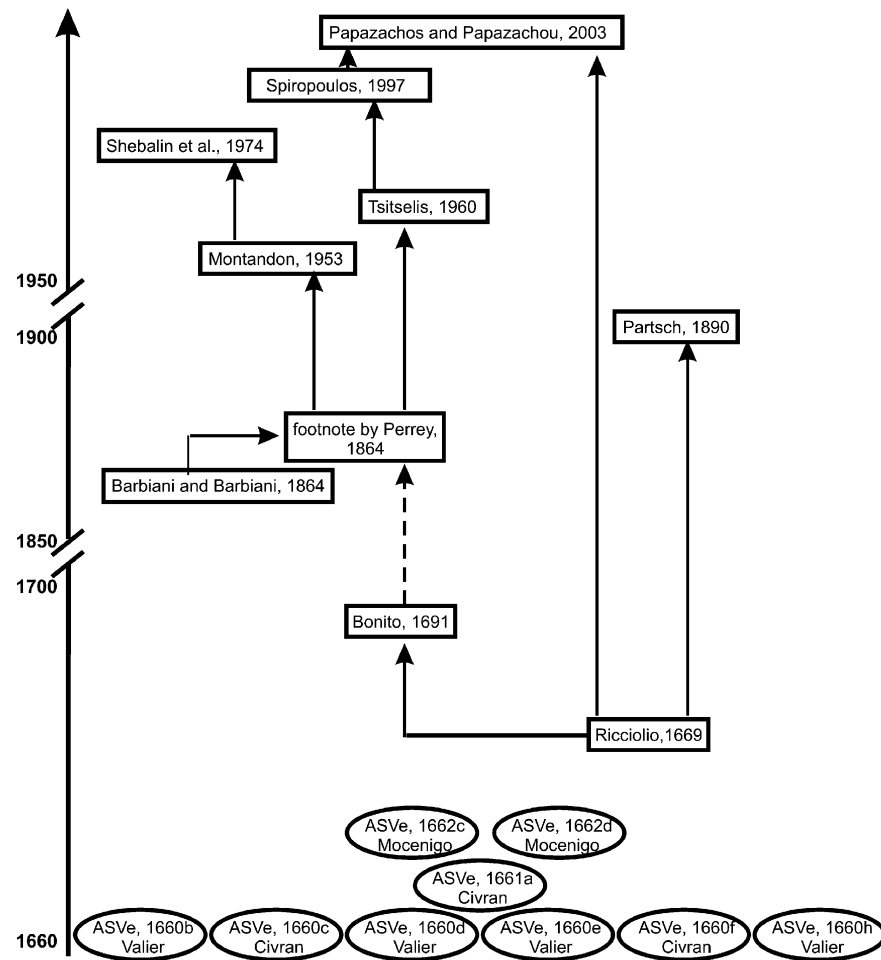 Papazachos and Papazachou, 2003
Spiropoulos, 1997
Shebalin et al., 1974
Tsitselis, 1960
Montandon, 1953
1950
1900
Partsch, 1890
footnote by Perrey,
1864
Barbiani and Barbiani, 1864
1850
1700
Bonito, 1691
Ricciolio,1669
ASVe, 1662c
Mocenigo
ASVe, 1662d
Mocenigo
ASVe, 1661a
Civran
1660
ASVe, 1660b
Valier
ASVe, 1660c
Civran
ASVe, 1660d
Valier
ASVe, 1660e
Valier
ASVe, 1660f
Civran
ASVe, 1660h
Valier